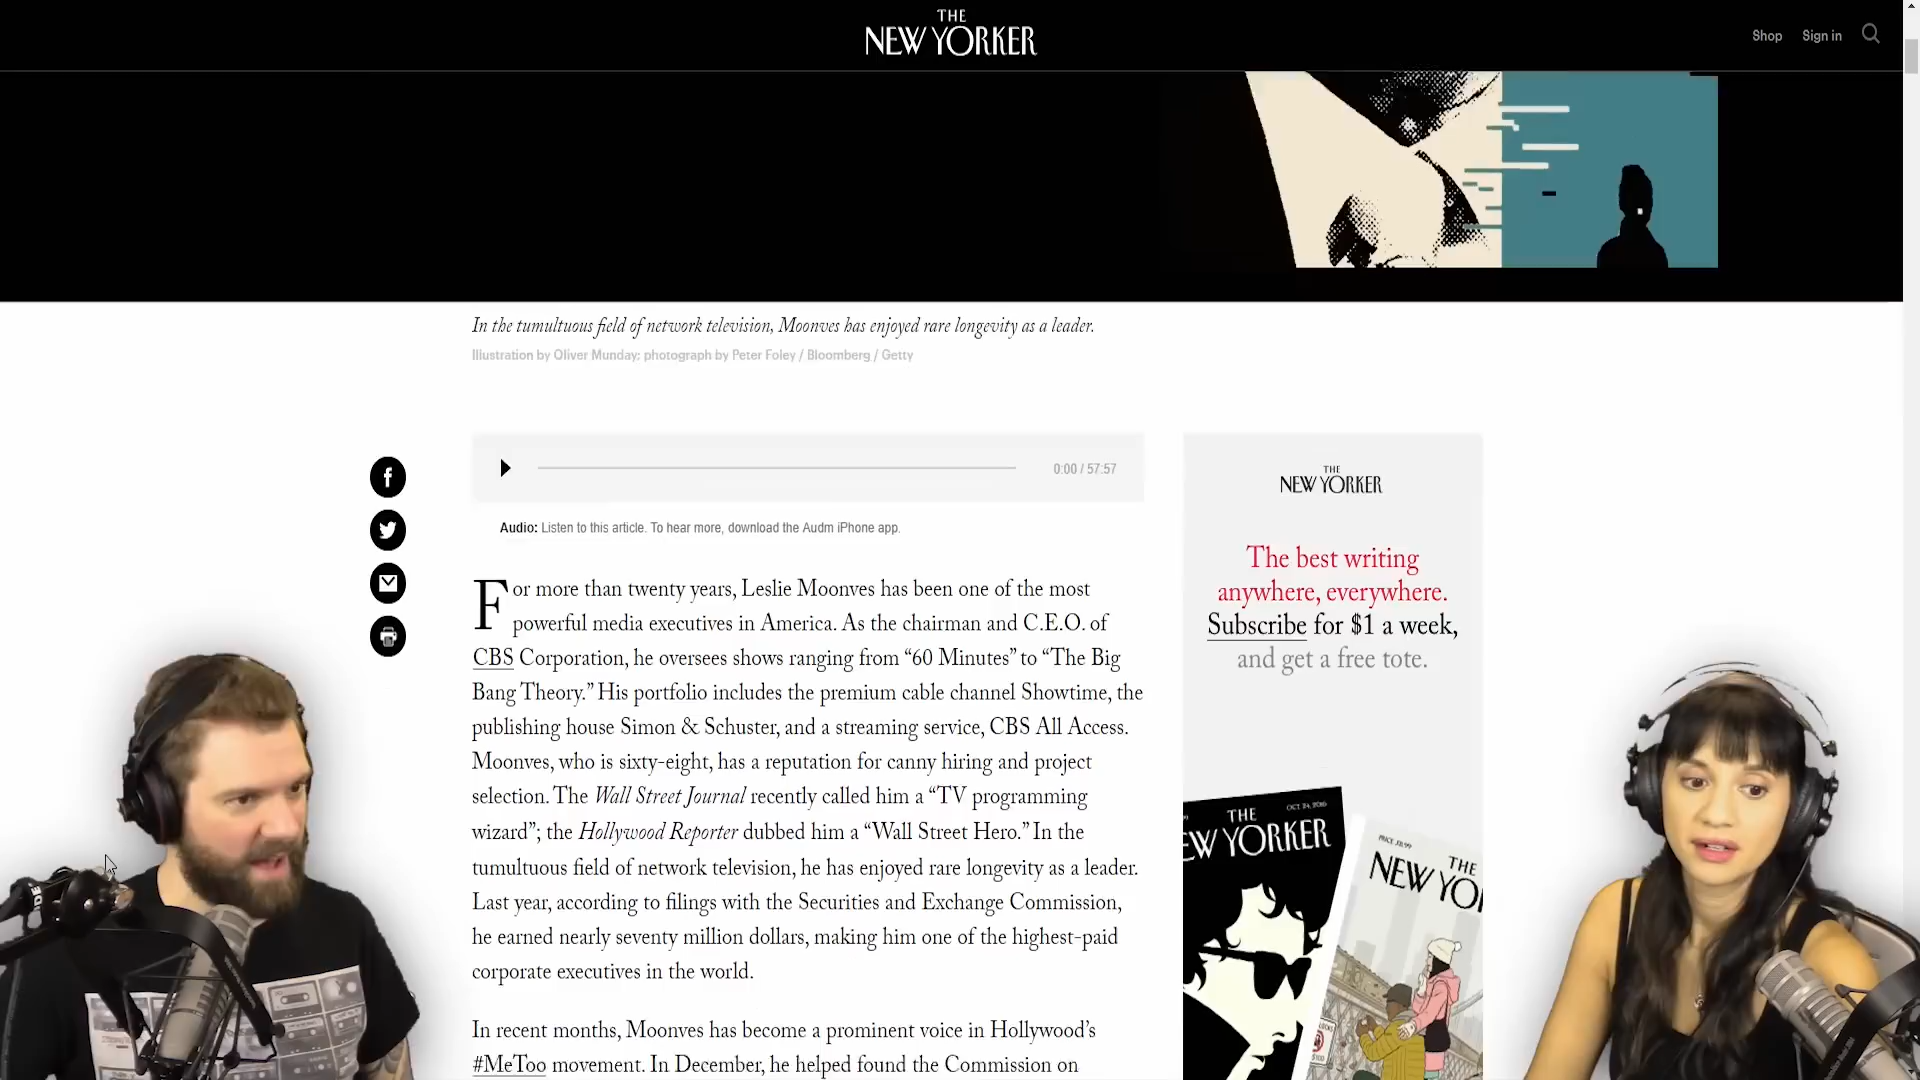 THE
NEW YORKER
Shop
Sign in
In the tumultuous field of network television, Moonves has enjoyed rare longevity as a leader.
Illustration by Oliver Munday; photograph by Peter Foley / Bloomberg / Getty
0:00 / 57:57
Audio: Listen to this article. To hear more, download the Audm iPhone app.
For more than twenty years, Leslie Moonves has been one of the most
powerful media executives in America. As the chairman and C.E.O. of
CBS Corporation, he oversees shows ranging from “60 Minutes” to “The Big
Bang Theory.” His portfolio includes the premium cable channel Showtime, the
publishing house Simon & Schuster, and a streaming service, CBS All Access.
Moonves, who is sixty-eight, has a reputation for canny hiring and project
selection. The Wall Street Journal recently called him a “TV programming
wizard”; the Hollywood Reporter dubbed him a “Wall Street Hero.” In the
tumultuous field of network television, he has enjoyed rare longevity as a leader.
Last year, according to filings with the Securities and Exchange Commission,
he earned nearly seventy million dollars, making him one of the highest-paid
corporate executives in the world.
In recent months, Moonves has become a prominent voice in Hollywood’s
#MeToo movement. In December, he helped found the Commission on
THE
NEW YORKER
The best writing
anywhere, everywhere.
Subscribe for $1 a week,
and get a free tote.
OCT 24, 2016
THE
EW YORKER
PRICE $8.99
THE
NEW YO